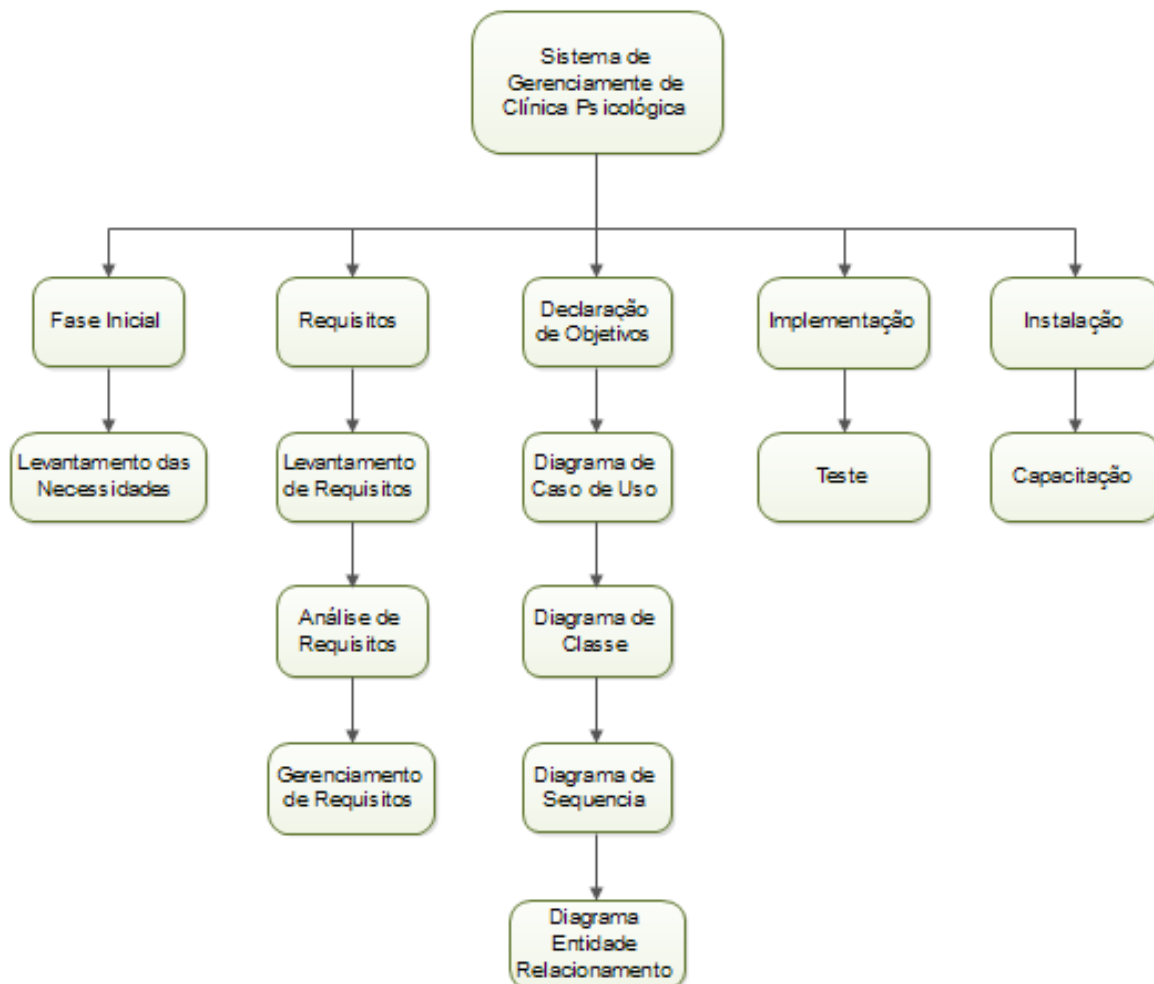 Sistema de
Gerenciamente de
Clínica Psicológica
Fase Inicial
Requisitos
Declaração
de Objetivos
Implementação
Instalação
Levantamento das
Necessidades
Levantamento
de Requisitos
Diagrama de
Caso de Uso
Teste
Capacitação
Análise de
Requisitos
Diagrama de
Classe
Gerenciamento
de Requisitos
Diagrama de
Sequencia
Diagrama
Entidade
Relacionamento